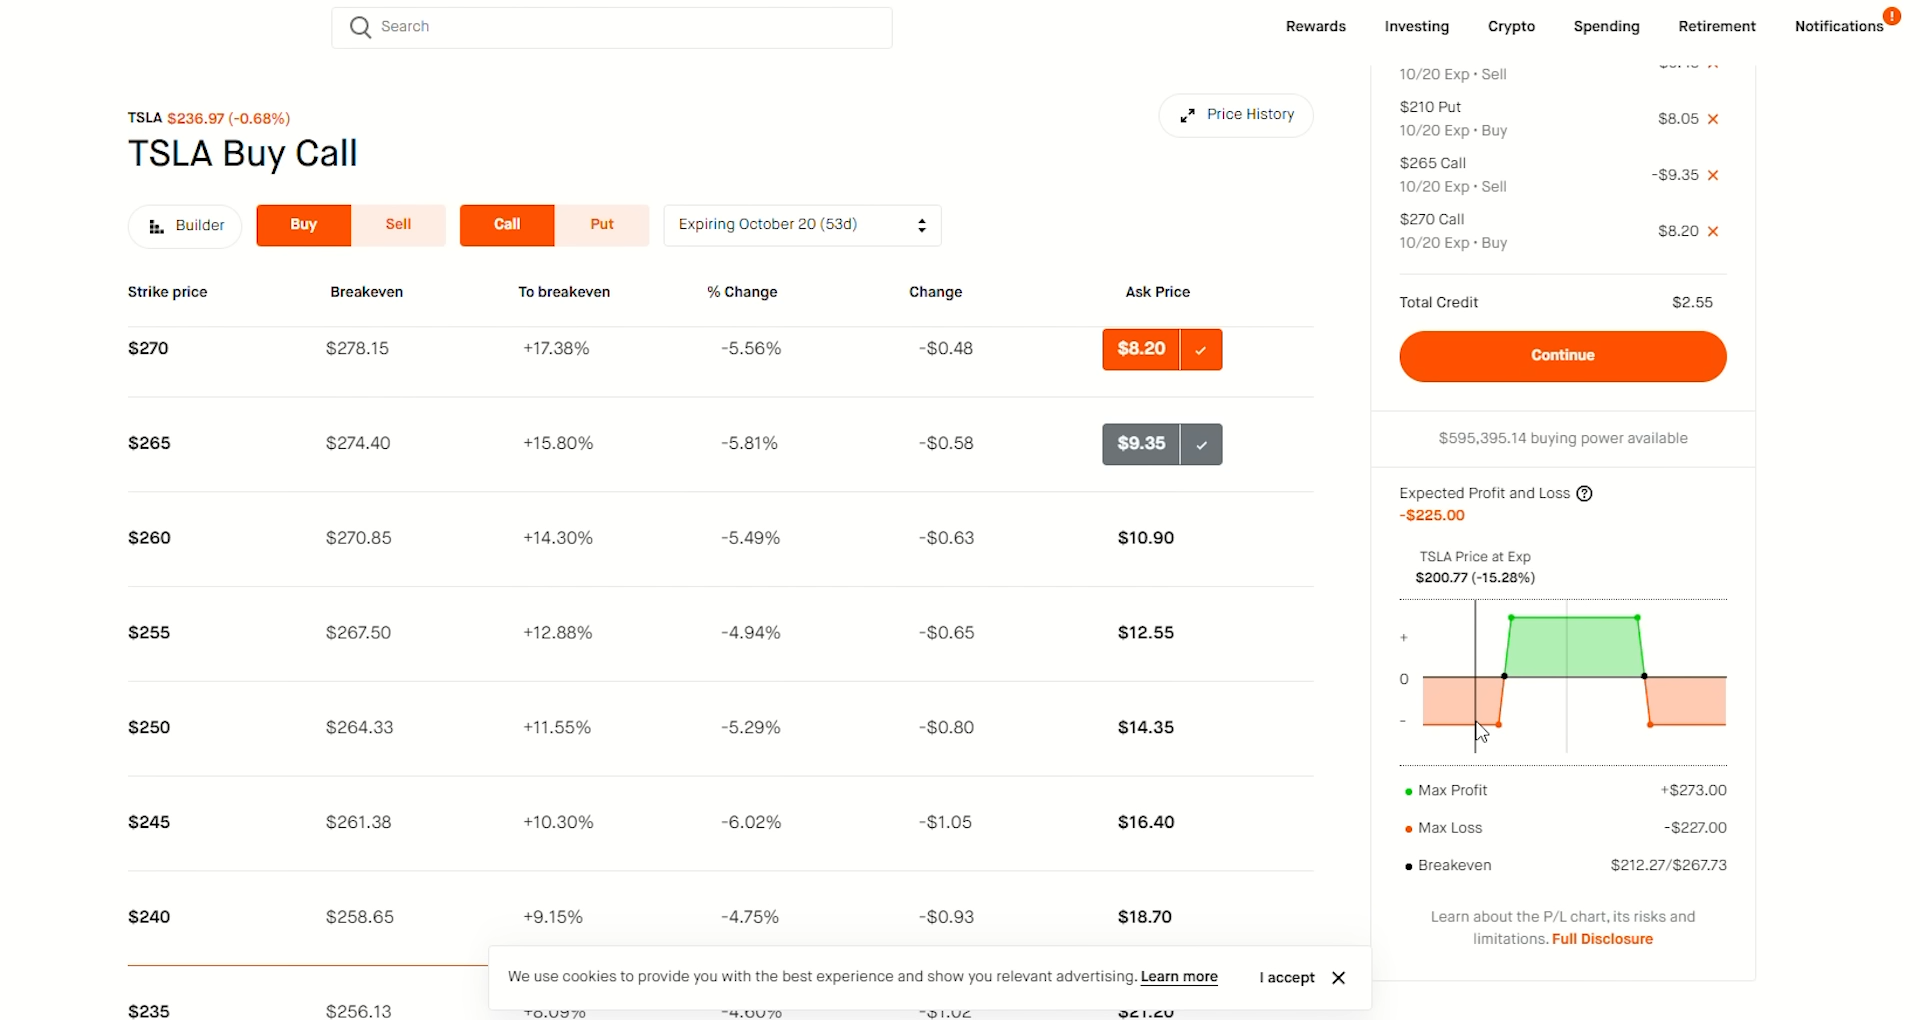 Search
Rewards
Investing
Crypto
Spending
Retirement
Notifications
!
TSLA $236.97 (-0.68%)
TSLA Buy Call
Price History
Builder
Buy
Sell
Call
Put
Expiring October 20 (53d)
Strike price Breakeven To breakeven % Change Change Ask Price
$270 $278.15 +17.38% -5.56% -$0.48 $8.20
$265 $274.40 +15.80% -5.81% -$0.58 $9.35
$260 $270.85 +14.30% -5.49% -$0.63 $10.90
$255 $267.50 +12.88% -4.94% -$0.65 $12.55
$250 $264.33 +11.55% -5.29% -$0.80 $14.35
$245 $261.38 +10.30% -6.02% -$1.05 $16.40
$240 $258.65 +9.15% -4.75% -$0.93 $18.70
$235 $256.13 +8.09% -4.60% -$1.02 $21.20
10/20 Exp • Sell
$210 Put
10/20 Exp • Buy
$8.05
$265 Call
10/20 Exp • Sell
-$9.35
$270 Call
10/20 Exp • Buy
$8.20
Total Credit $2.55
Continue
$595,395.14 buying power available
Expected Profit and Loss ?
-$225.00
TSLA Price at Exp
$200.77 (-15.28%)
+
0
-
Max Profit +$273.00
Max Loss -$227.00
Breakeven $212.27/$267.73
Learn about the P/L chart, its risks and
limitations. Full Disclosure
We use cookies to provide you with the best experience and show you relevant advertising. Learn more
I accept